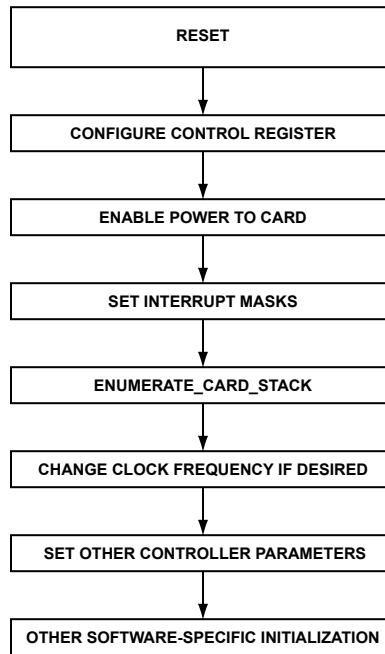 RESET
CONFIGURE CONTROL REGISTER
ENABLE POWER TO CARD
SET INTERRUPT MASKS
ENUMERATE_CARD_STACK
CHANGE CLOCK FREQUENCY IF DESIRED
SET OTHER CONTROLLER PARAMETERS
OTHER SOFTWARE-SPECIFIC INITIALIZATION